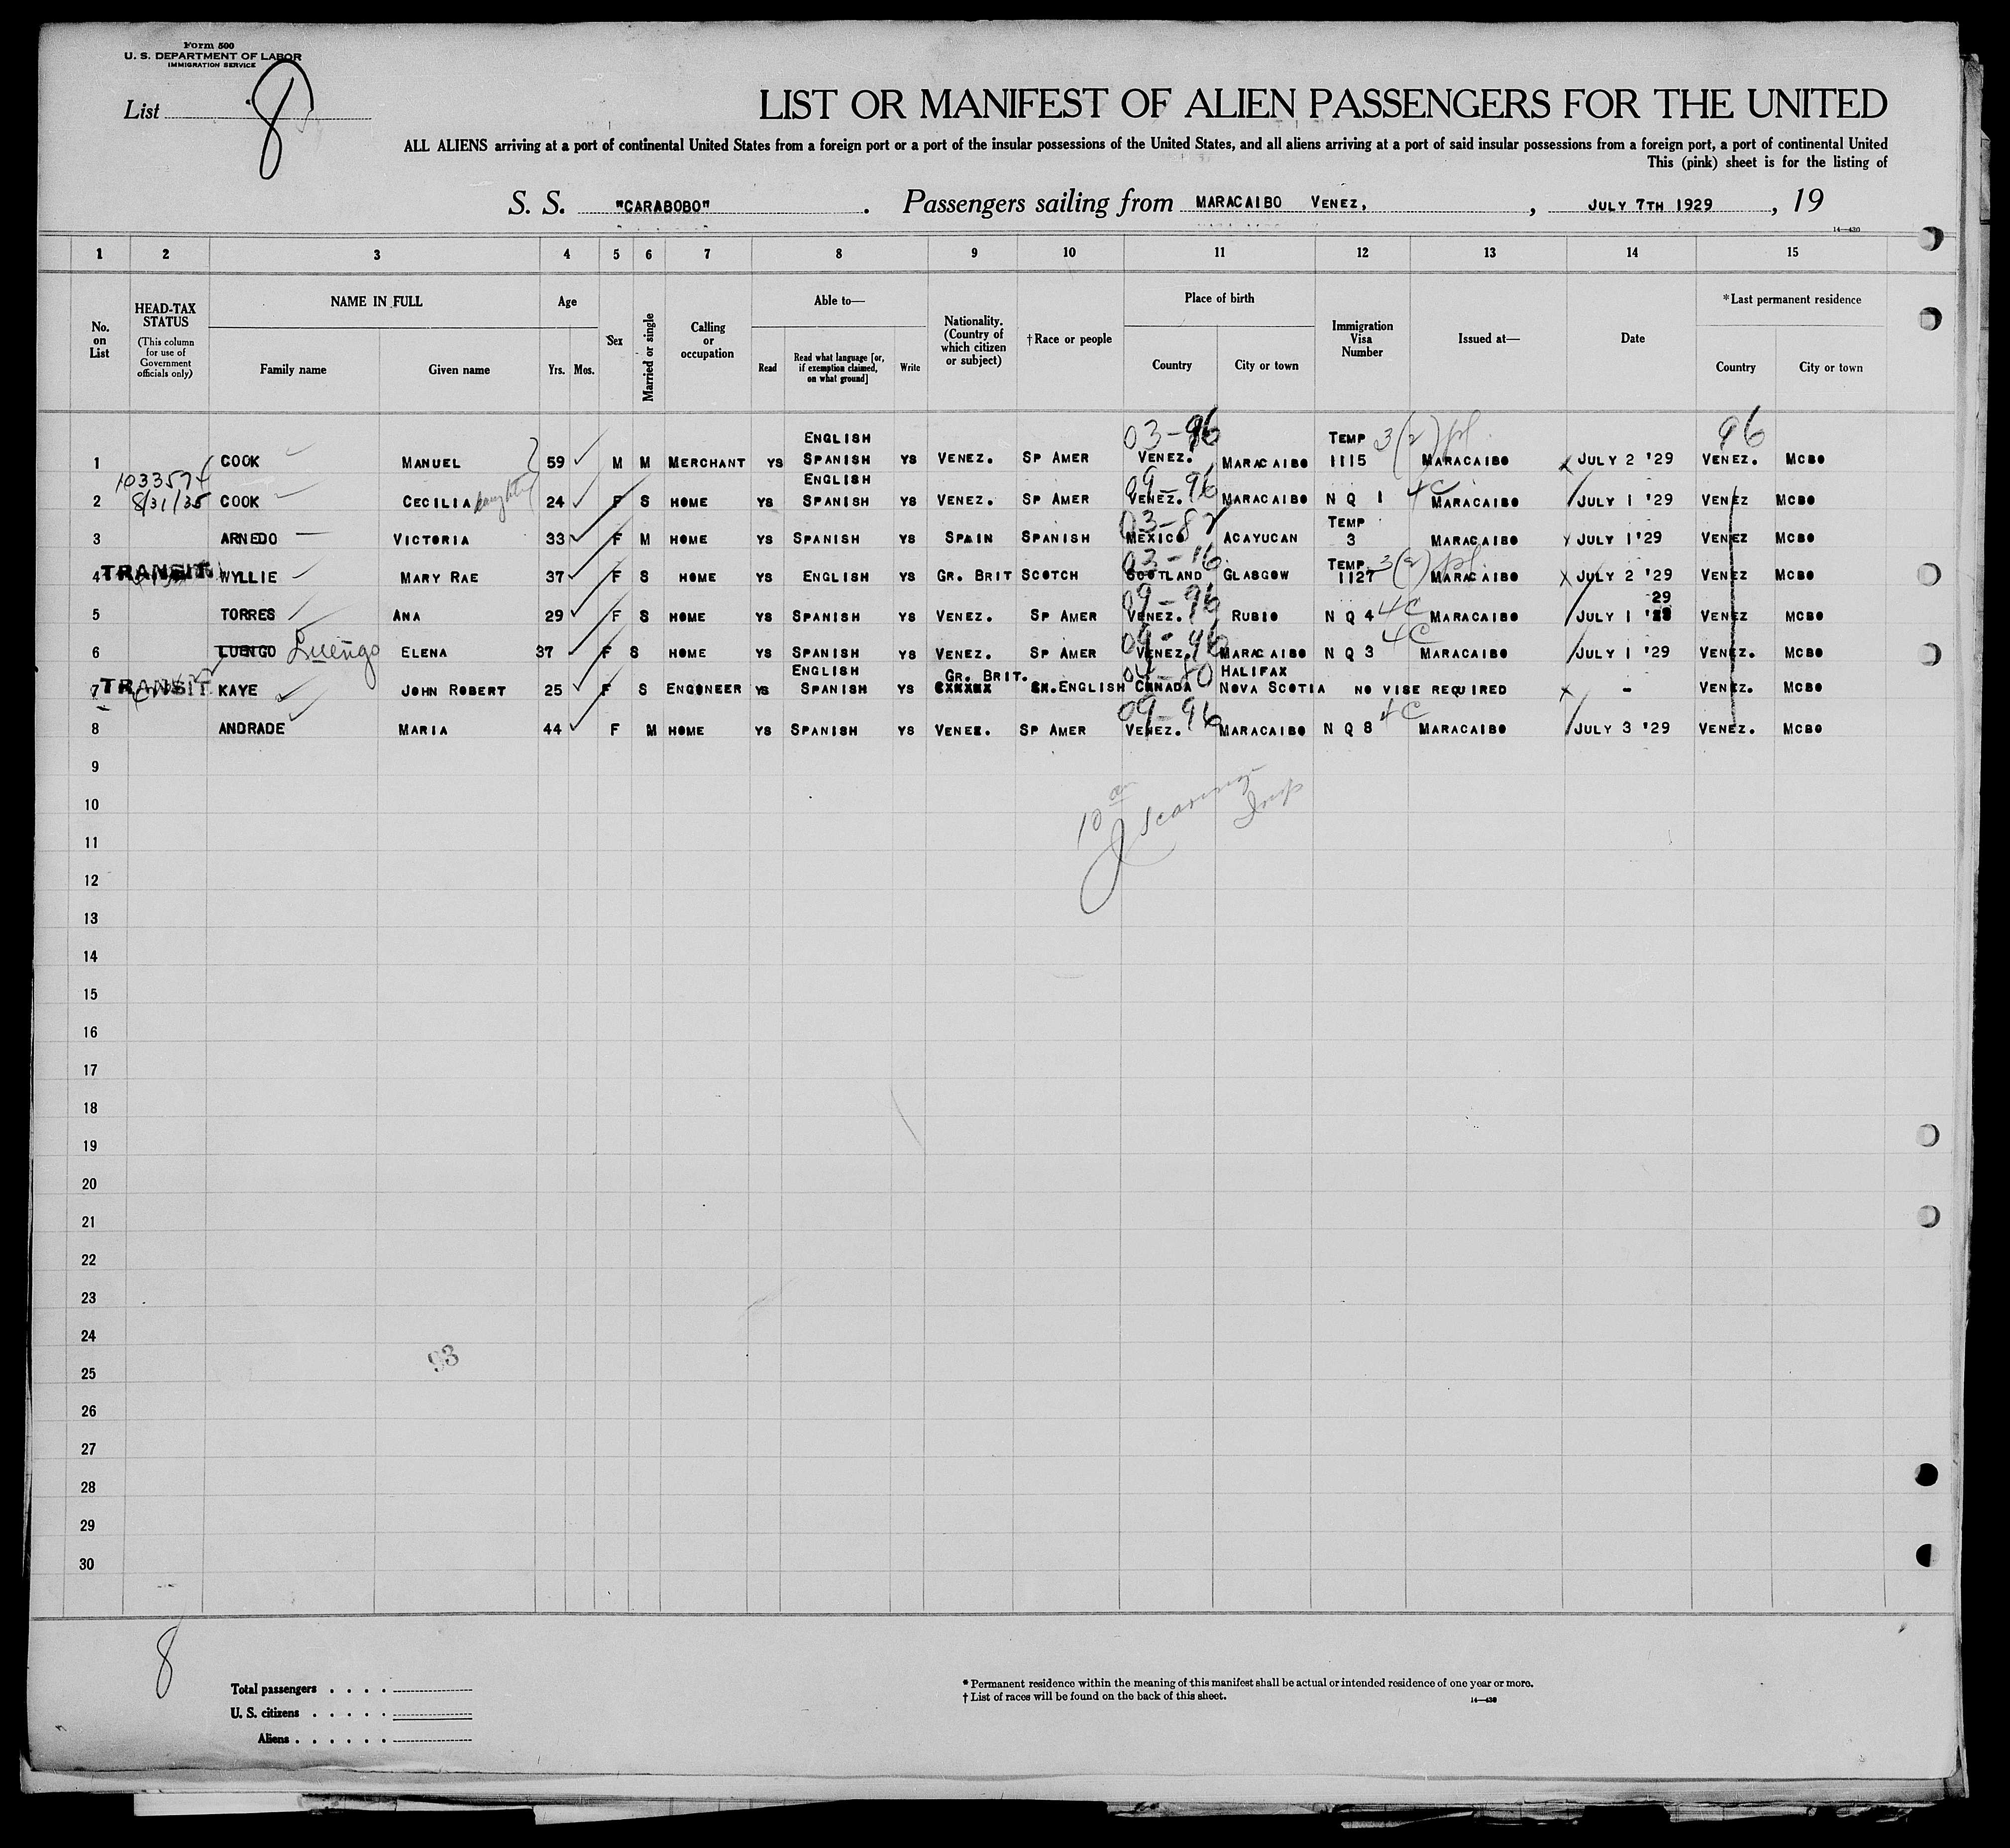 Form 500
U. S. DEPARTMENT OF LABOR
IMMIGRATION SERVICE
List 8
LIST OR MANIFEST OF ALIEN PASSENGERS FOR THE UNITED
ALL ALIENS arriving at a port of continental United States from a foreign port or a port of the insular possessions of the United States, and all aliens arriving at a port of said insular possessions from a foreign port, a port of continental United
This (pink) sheet is for the listing of
S. S. "CARABOBO". Passengers sailing from MARACAIBO VENEZ, , JULY 7TH 1929, 19
14—430
1 2 3 4 5 6 7 8 9 10 11 12 13 14 15
No. on List
HEAD-TAX STATUS (This column for use of Government officials only)
NAME IN FULL Family name Given name
Age Yrs. Mos.
Sex
Married or single
Calling or occupation
Able to— Read Read what language [or, if exemption claimed, on what ground] Write
Nationality. (Country of which citizen or subject)
†Race or people
Place of birth Country City or town
Immigration Visa Number
Issued at—
Date
*Last permanent residence Country City or town
ENGLISH 03-96 TEMP 3(2) 96
1 COOK MANUEL 59 M M MERCHANT YS SPANISH YS VENEZ. SP AMER VENEZ. MARACAIBO 1115 MARACAIBO JULY 2 '29 VENEZ. MCBO
103357 ENGLISH 09-96 4C
2 8/31/35 COOK CECILIA daughter 24 F S HOME YS SPANISH YS VENEZ. SP AMER VENEZ. MARACAIBO N Q 1 MARACAIBO JULY 1 '29 VENEZ MCBO
03-82 TEMP
3 ARNEDO VICTORIA 33 F M HOME YS SPANISH YS SPAIN SPANISH MEXICO ACAYUCAN 3 MARACAIBO JULY 1 '29 VENEZ MCBO
03-16 TEMP 3(2)
4 TRANSIT WYLLIE MARY RAE 37 F S HOME YS ENGLISH YS GR. BRIT SCOTCH SCOTLAND GLASGOW 1127 MARACAIBO JULY 2 '29 VENEZ MCBO
09-96 4C 29
5 TORRES ANA 29 F S HOME YS SPANISH YS VENEZ. SP AMER VENEZ. RUBIO N Q 4 MARACAIBO JULY 1 '28 VENEZ MCBO
09-96 4C
6 LUENGO Luengo ELENA 37 F S HOME YS SPANISH YS VENEZ. SP AMER VENEZ. MARACAIBO N Q 3 MARACAIBO JULY 1 '29 VENEZ. MCBO
ENGLISH GR. BRIT. 04-80 HALIFAX
7 TRANSIT KAYE JOHN ROBERT 25 F S ENGONEER YS SPANISH YS ENGLISH CANADA NOVA SCOTIA NO VISE REQUIRED - VENEZ. MCBO
09-96 4C
8 ANDRADE MARIA 44 F M HOME YS SPANISH YS VENEZ. SP AMER VENEZ. MARACAIBO N Q 8 MARACAIBO JULY 3 '29 VENEZ. MCBO
9
10
11
12
13
14
15
16
17
18
19
20
21
22
23
24
93
25
26
27
28
29
30
8
Total passengers . . . .
U. S. citizens . . . . .
Aliens . . . . . .
* Permanent residence within the meaning of this manifest shall be actual or intended residence of one year or more.
† List of races will be found on the back of this sheet.
14—430